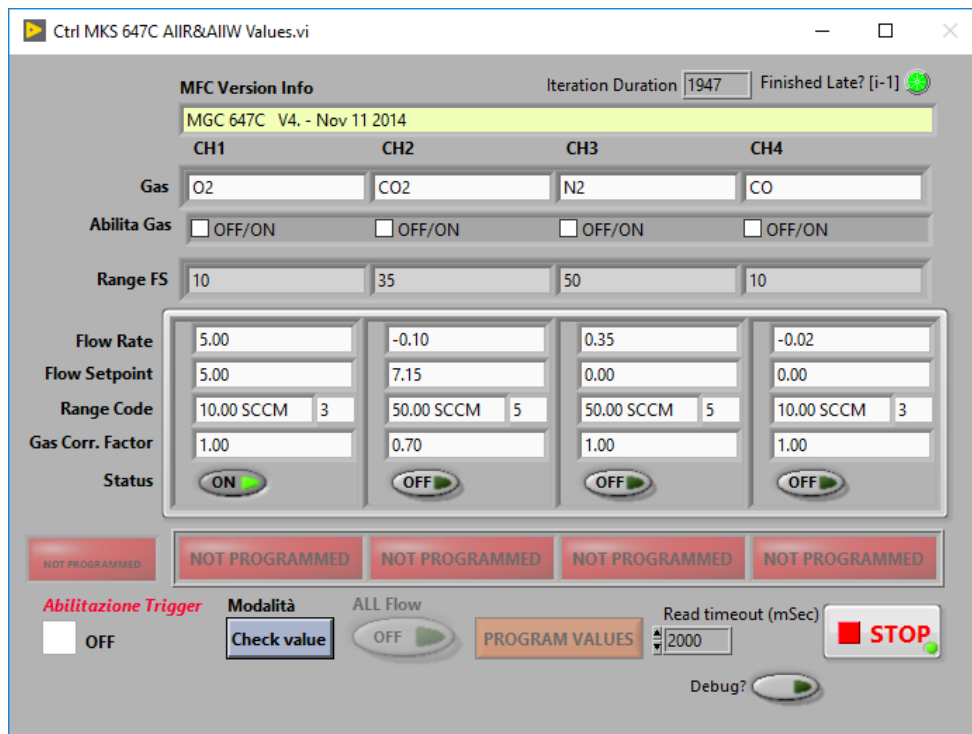 Ctrl MKS 647C AllR&AllW Values.vi
MFC Version Info
Iteration Duration 1947 Finished Late? [i-1]
MGC 647C V4. - Nov 11 2014
CH1 CH2 CH3 CH4
Gas O2 CO2 N2 CO
Abilita Gas OFF/ON OFF/ON OFF/ON OFF/ON
Range FS 10 35 50 10
Flow Rate 5.00 -0.10 0.35 -0.02
Flow Setpoint 5.00 7.15 0.00 0.00
Range Code 10.00 SCCM 3 50.00 SCCM 5 50.00 SCCM 5 10.00 SCCM 3
Gas Corr. Factor 1.00 0.70 1.00 1.00
Status ON OFF OFF OFF
NOT PROGRAMMED NOT PROGRAMMED NOT PROGRAMMED NOT PROGRAMMED NOT PROGRAMMED
Abilitazione Trigger Modalità ALL Flow Read timeout (mSec)
OFF Check value OFF PROGRAM VALUES 2000 STOP
Debug?